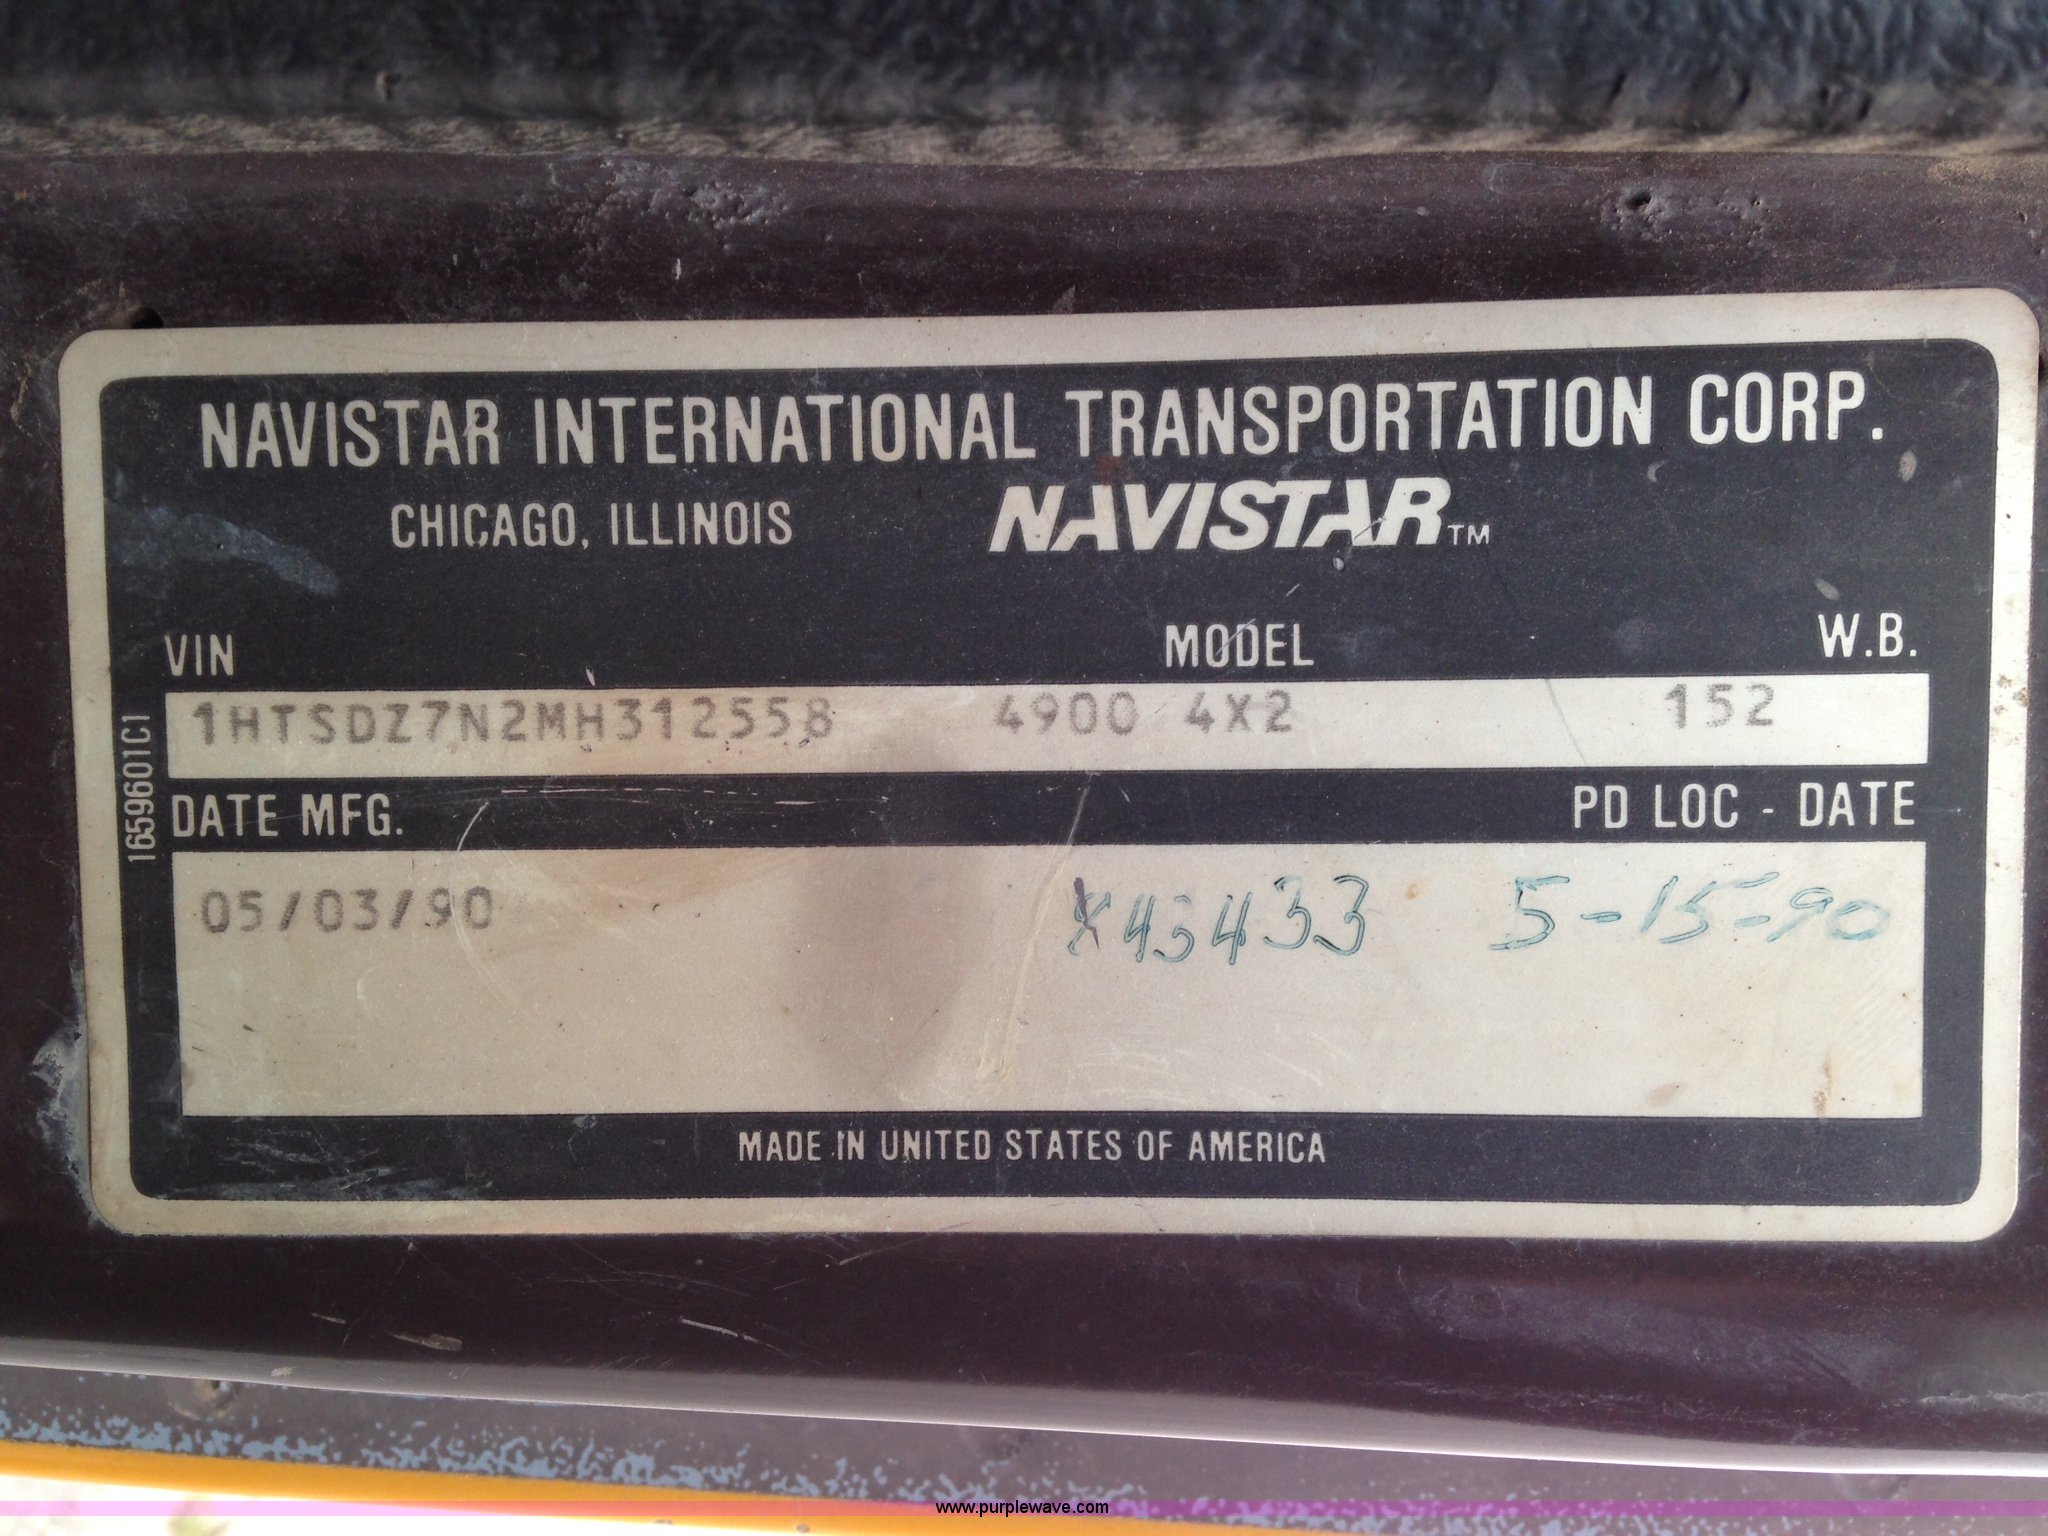 NAVISTAR INTERNATIONAL TRANSPORTATION CORP.
CHICAGO, ILLINOIS NAVISTAR™
VIN MODEL W.B.
1HTSDZ7N2MH312558 4900 4X2 152
1659601C1
DATE MFG. PD LOC - DATE
05/03/90 X43433 5-15-90
MADE IN UNITED STATES OF AMERICA
www.purplewave.com